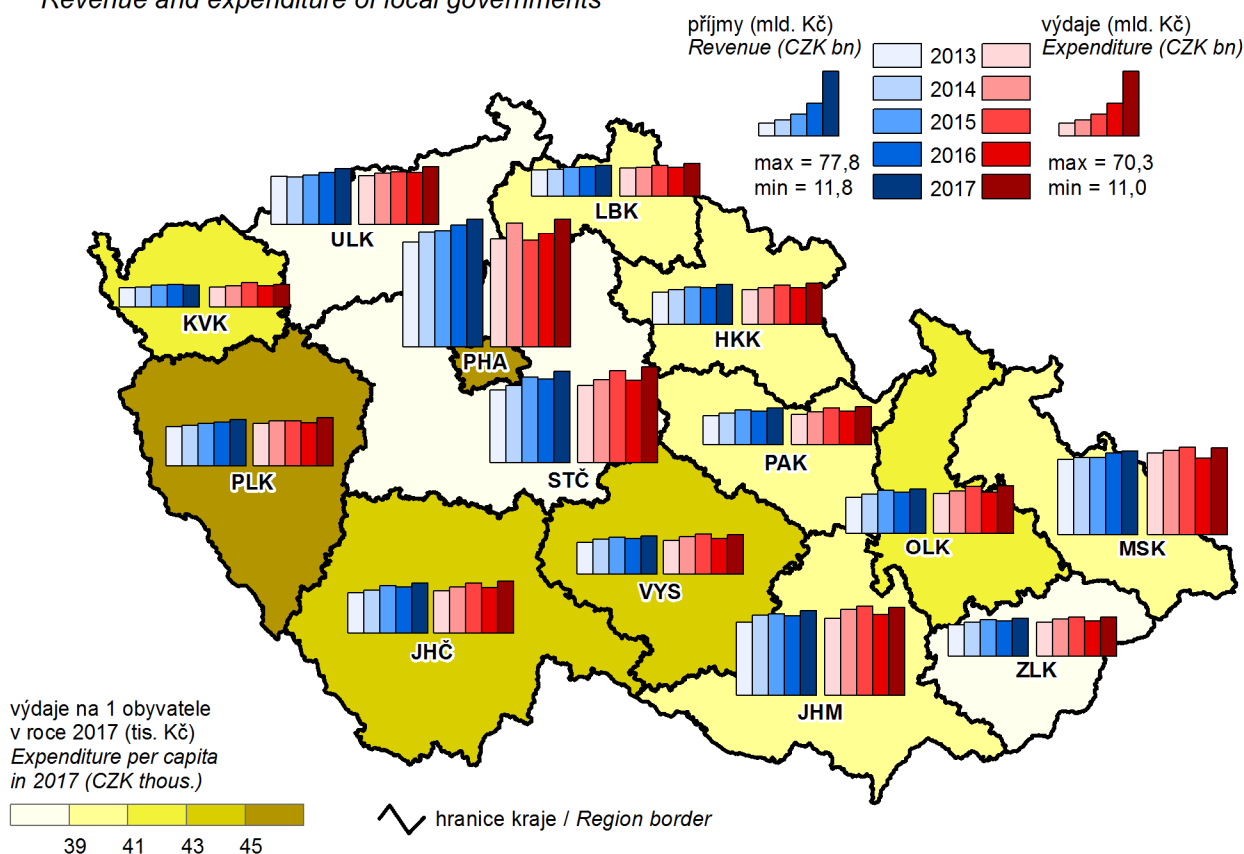 Revenue and expenditure of local governments
příjmy (mld. Kč)
Revenue (CZK bn)
výdaje (mld. Kč)
Expenditure (CZK bn)
2013
2014
2015
2016
2017
max = 77,8
min = 11,8
max = 70,3
min = 11,0
LBK
ULK
KVK
HKK
PHA
PAK
STČ
PLK
OLK
MSK
VYS
JHČ
ZLK
JHM
výdaje na 1 obyvatele
v roce 2017 (tis. Kč)
Expenditure per capita
in 2017 (CZK thous.)
39 41 43 45
hranice kraje / Region border